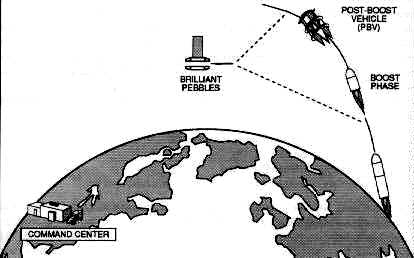 POST-BOOST
VEHICLE
(PBV)
BRILLIANT
PEBBLES
BOOST
PHASE
COMMAND CENTER